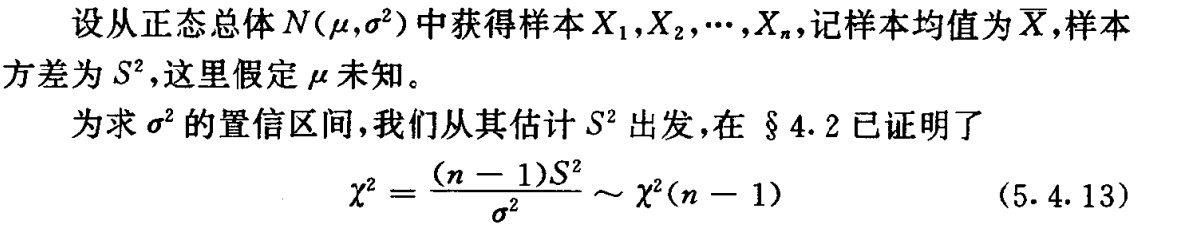 设从正态总体 N(μ,σ²)中获得样本 X₁,X₂,⋯,Xₙ,记样本均值为 X̅,样本
方差为 S²,这里假定 μ 未知。
为求 σ² 的置信区间,我们从其估计 S² 出发,在 §4.2 已证明了
χ² = (n − 1)S² / σ² ~ χ²(n − 1) (5.4.13)